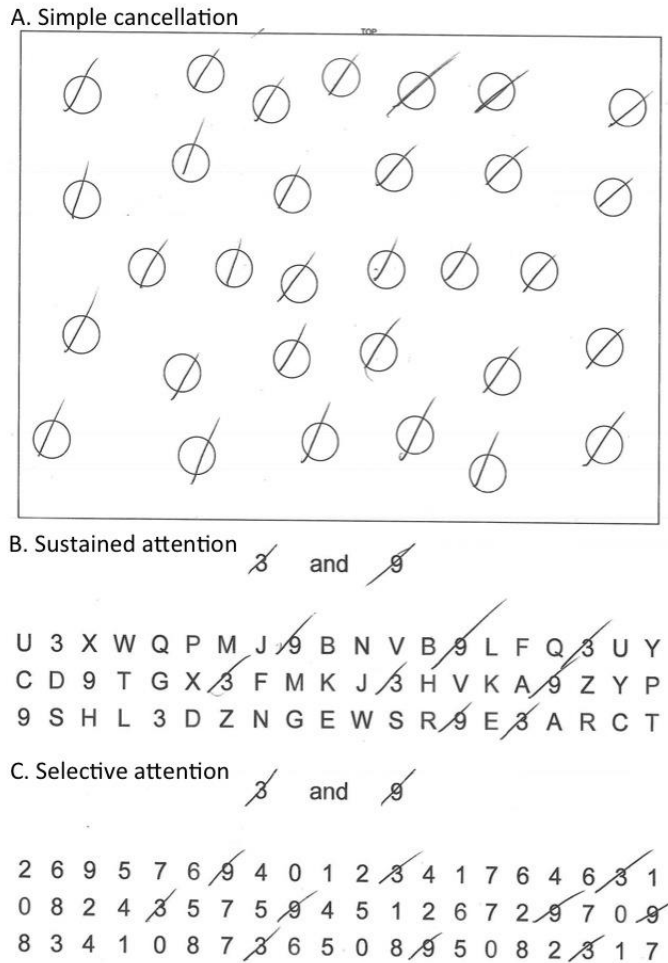 A. Simple cancellation
TOP
B. Sustained attention
3 and 9
U 3 X W Q P M J 9 B N V B 9 L F Q 3 U Y
C D 9 T G X 3 F M K J 3 H V K A 9 Z Y P
9 S H L 3 D Z N G E W S R 9 E 3 A R C T
C. Selective attention
3 and 9
2 6 9 5 7 6 9 4 0 1 2 3 4 1 7 6 4 6 3 1
0 8 2 4 3 5 7 5 9 4 5 1 2 6 7 2 9 7 0 9
8 3 4 1 0 8 7 3 6 5 0 8 9 5 0 8 2 3 1 7